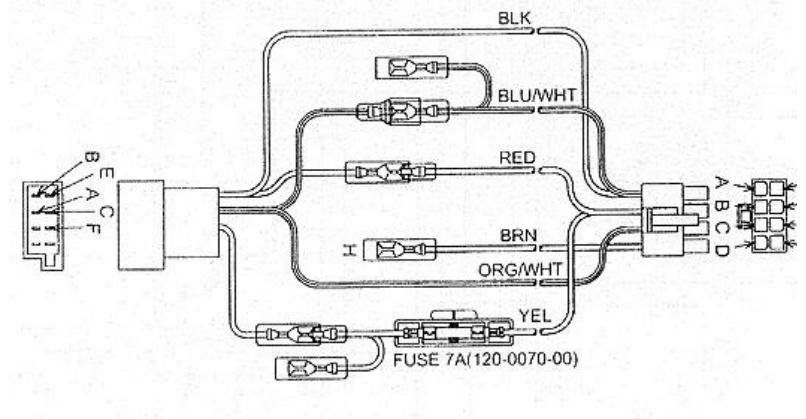 BLK
BLU/WHT
RED
B
E
A
C
F
A
B
C
D
H
BRN
ORG/WHT
YEL
FUSE 7A(120-0070-00)